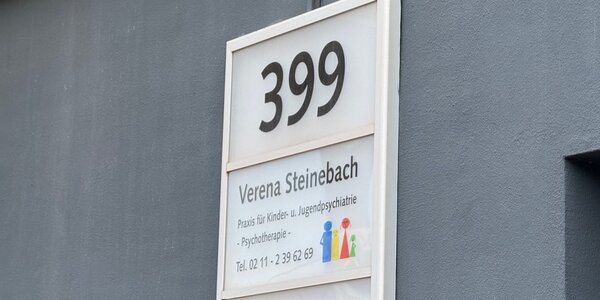 399
Verena Steinebach
Praxis für Kinder- u. Jugendpsychiatrie
- Psychotherapie -
Tel. 02 11 - 2 39 62 69